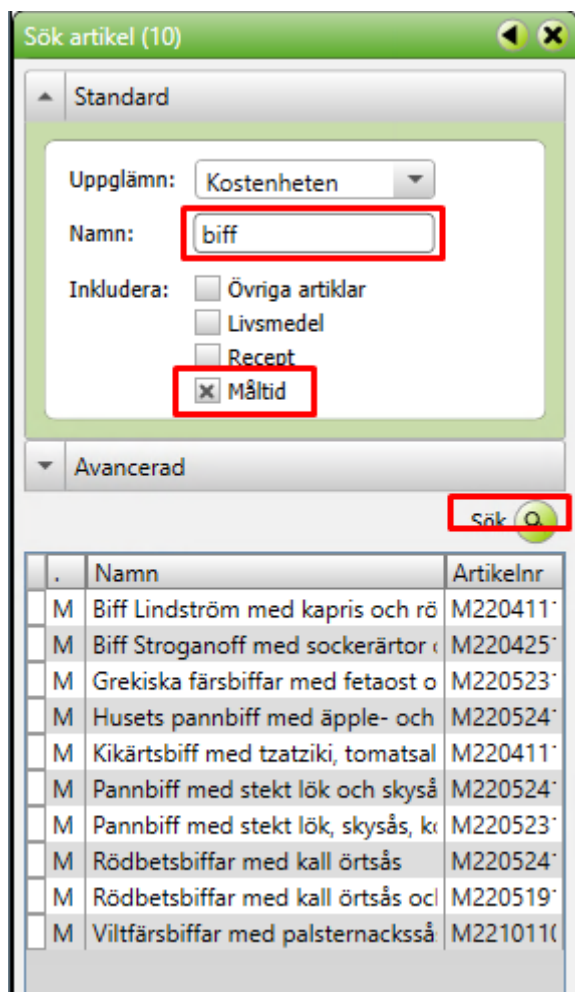 Sök artikel (10)
Standard
Uppglämn: Kostenheten
Namn: biff
Inkludera: Övriga artiklar
Livsmedel
Recept
Måltid
Avancerad
Sök
. Namn Artikelnr
M Biff Lindström med kapris och rö M220411
M Biff Stroganoff med sockerärtor M220425
M Grekiska färsbiffar med fetaost o M220523
M Husets pannbiff med äpple- och M220524
M Kikärtsbiff med tzatziki, tomatsal M220411
M Pannbiff med stekt lök och skyså M220524
M Pannbiff med stekt lök, skysås, M220523
M Rödbetsbiffar med kall örtsås M220524
M Rödbetsbiffar med kall örtsås M220519
M Viltfärsbiffar med palsternackså M221011